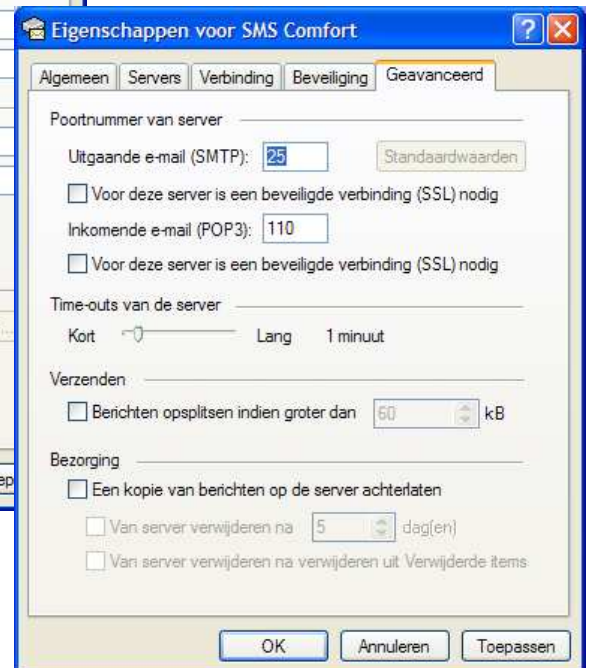 Eigenschappen voor SMS Comfort
Algemeen Servers Verbinding Beveiliging Geavanceerd
Poortnummer van server
Uitgaande e-mail (SMTP): 25 Standaardwaarden
Voor deze server is een beveiligde verbinding (SSL) nodig
Inkomende e-mail (POP3): 110
Voor deze server is een beveiligde verbinding (SSL) nodig
Time-outs van de server
Kort Lang 1 minuut
Verzenden
Berichten opsplitsen indien groter dan 60 kB
Bezorging
Een kopie van berichten op de server achterlaten
Van server verwijderen na 5 dag(en)
Van server verwijderen na verwijderen uit Verwijderde items
OK Annuleren Toepassen